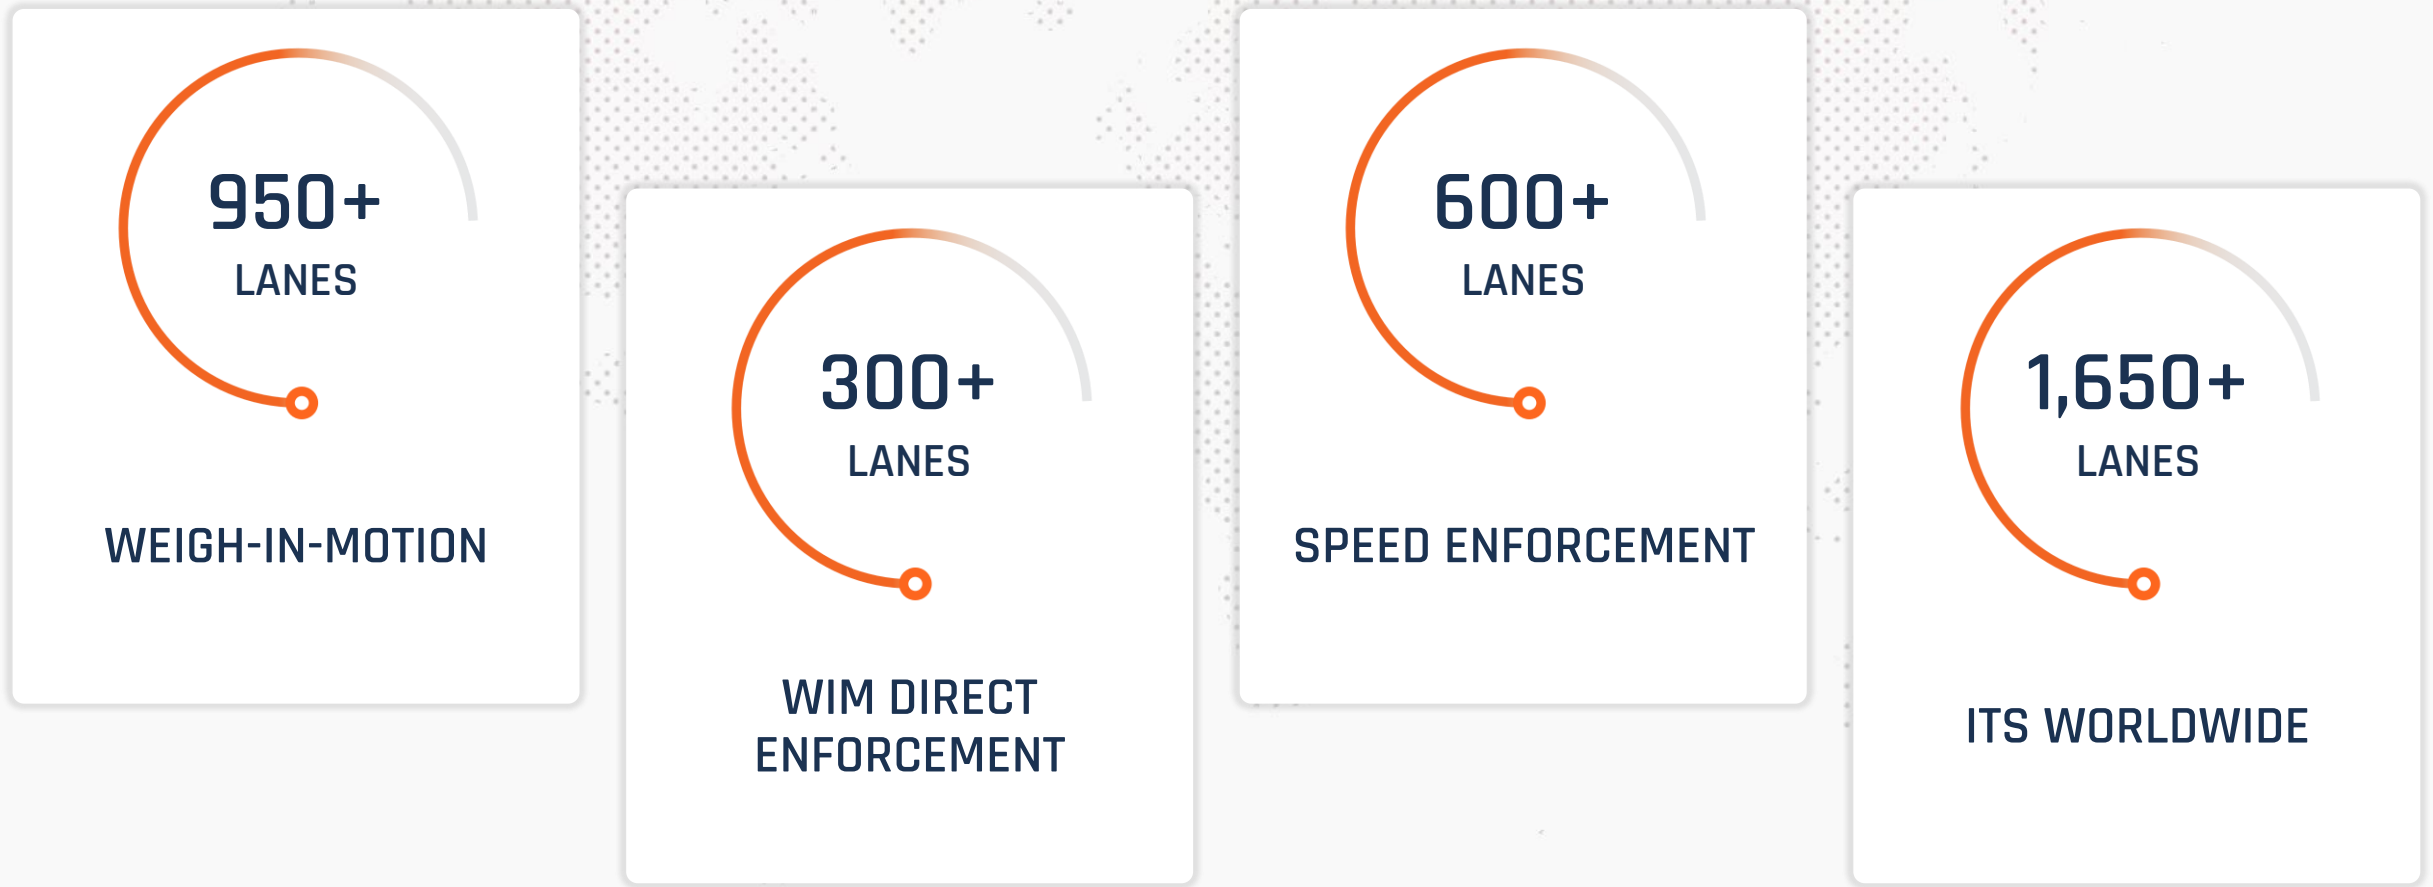 950+
LANES
WEIGH-IN-MOTION
300+
LANES
WIM DIRECT
ENFORCEMENT
600+
LANES
SPEED ENFORCEMENT
1,650+
LANES
ITS WORLDWIDE